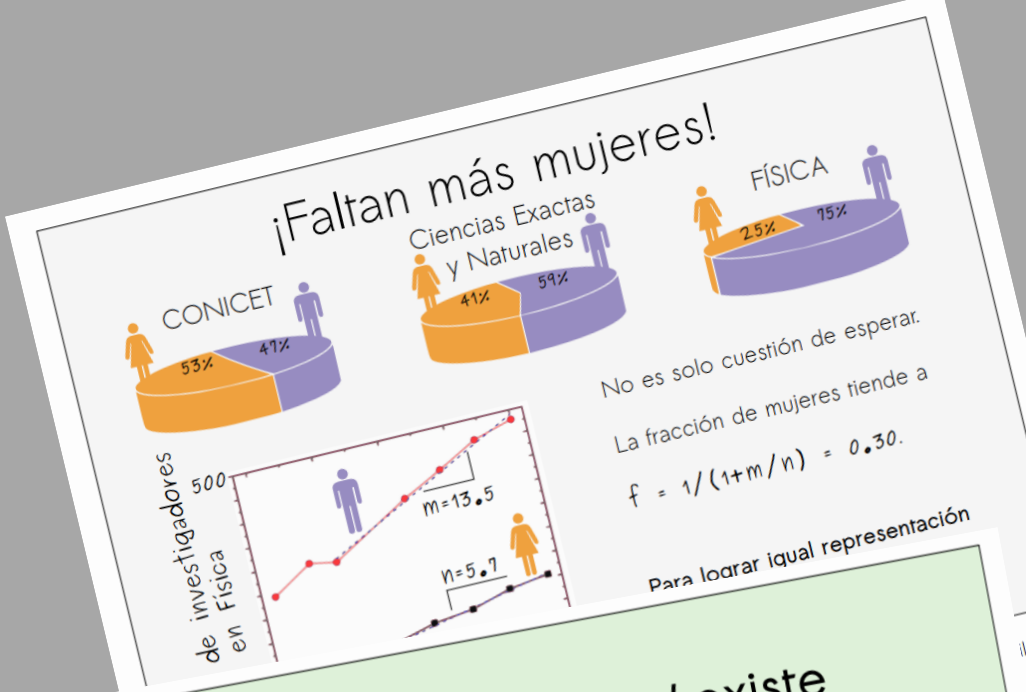 ¡Faltan más mujeres!
CONICET
53%
47%
Ciencias Exactas
y Naturales
41%
59%
FÍSICA
25%
75%
No es solo cuestión de esperar.
La fracción de mujeres tiende a
f = 1/(1+m/n) = 0.30.
Para lograr igual representación
de investigadores
en Física
500
m=13.5
n=5.7
existe